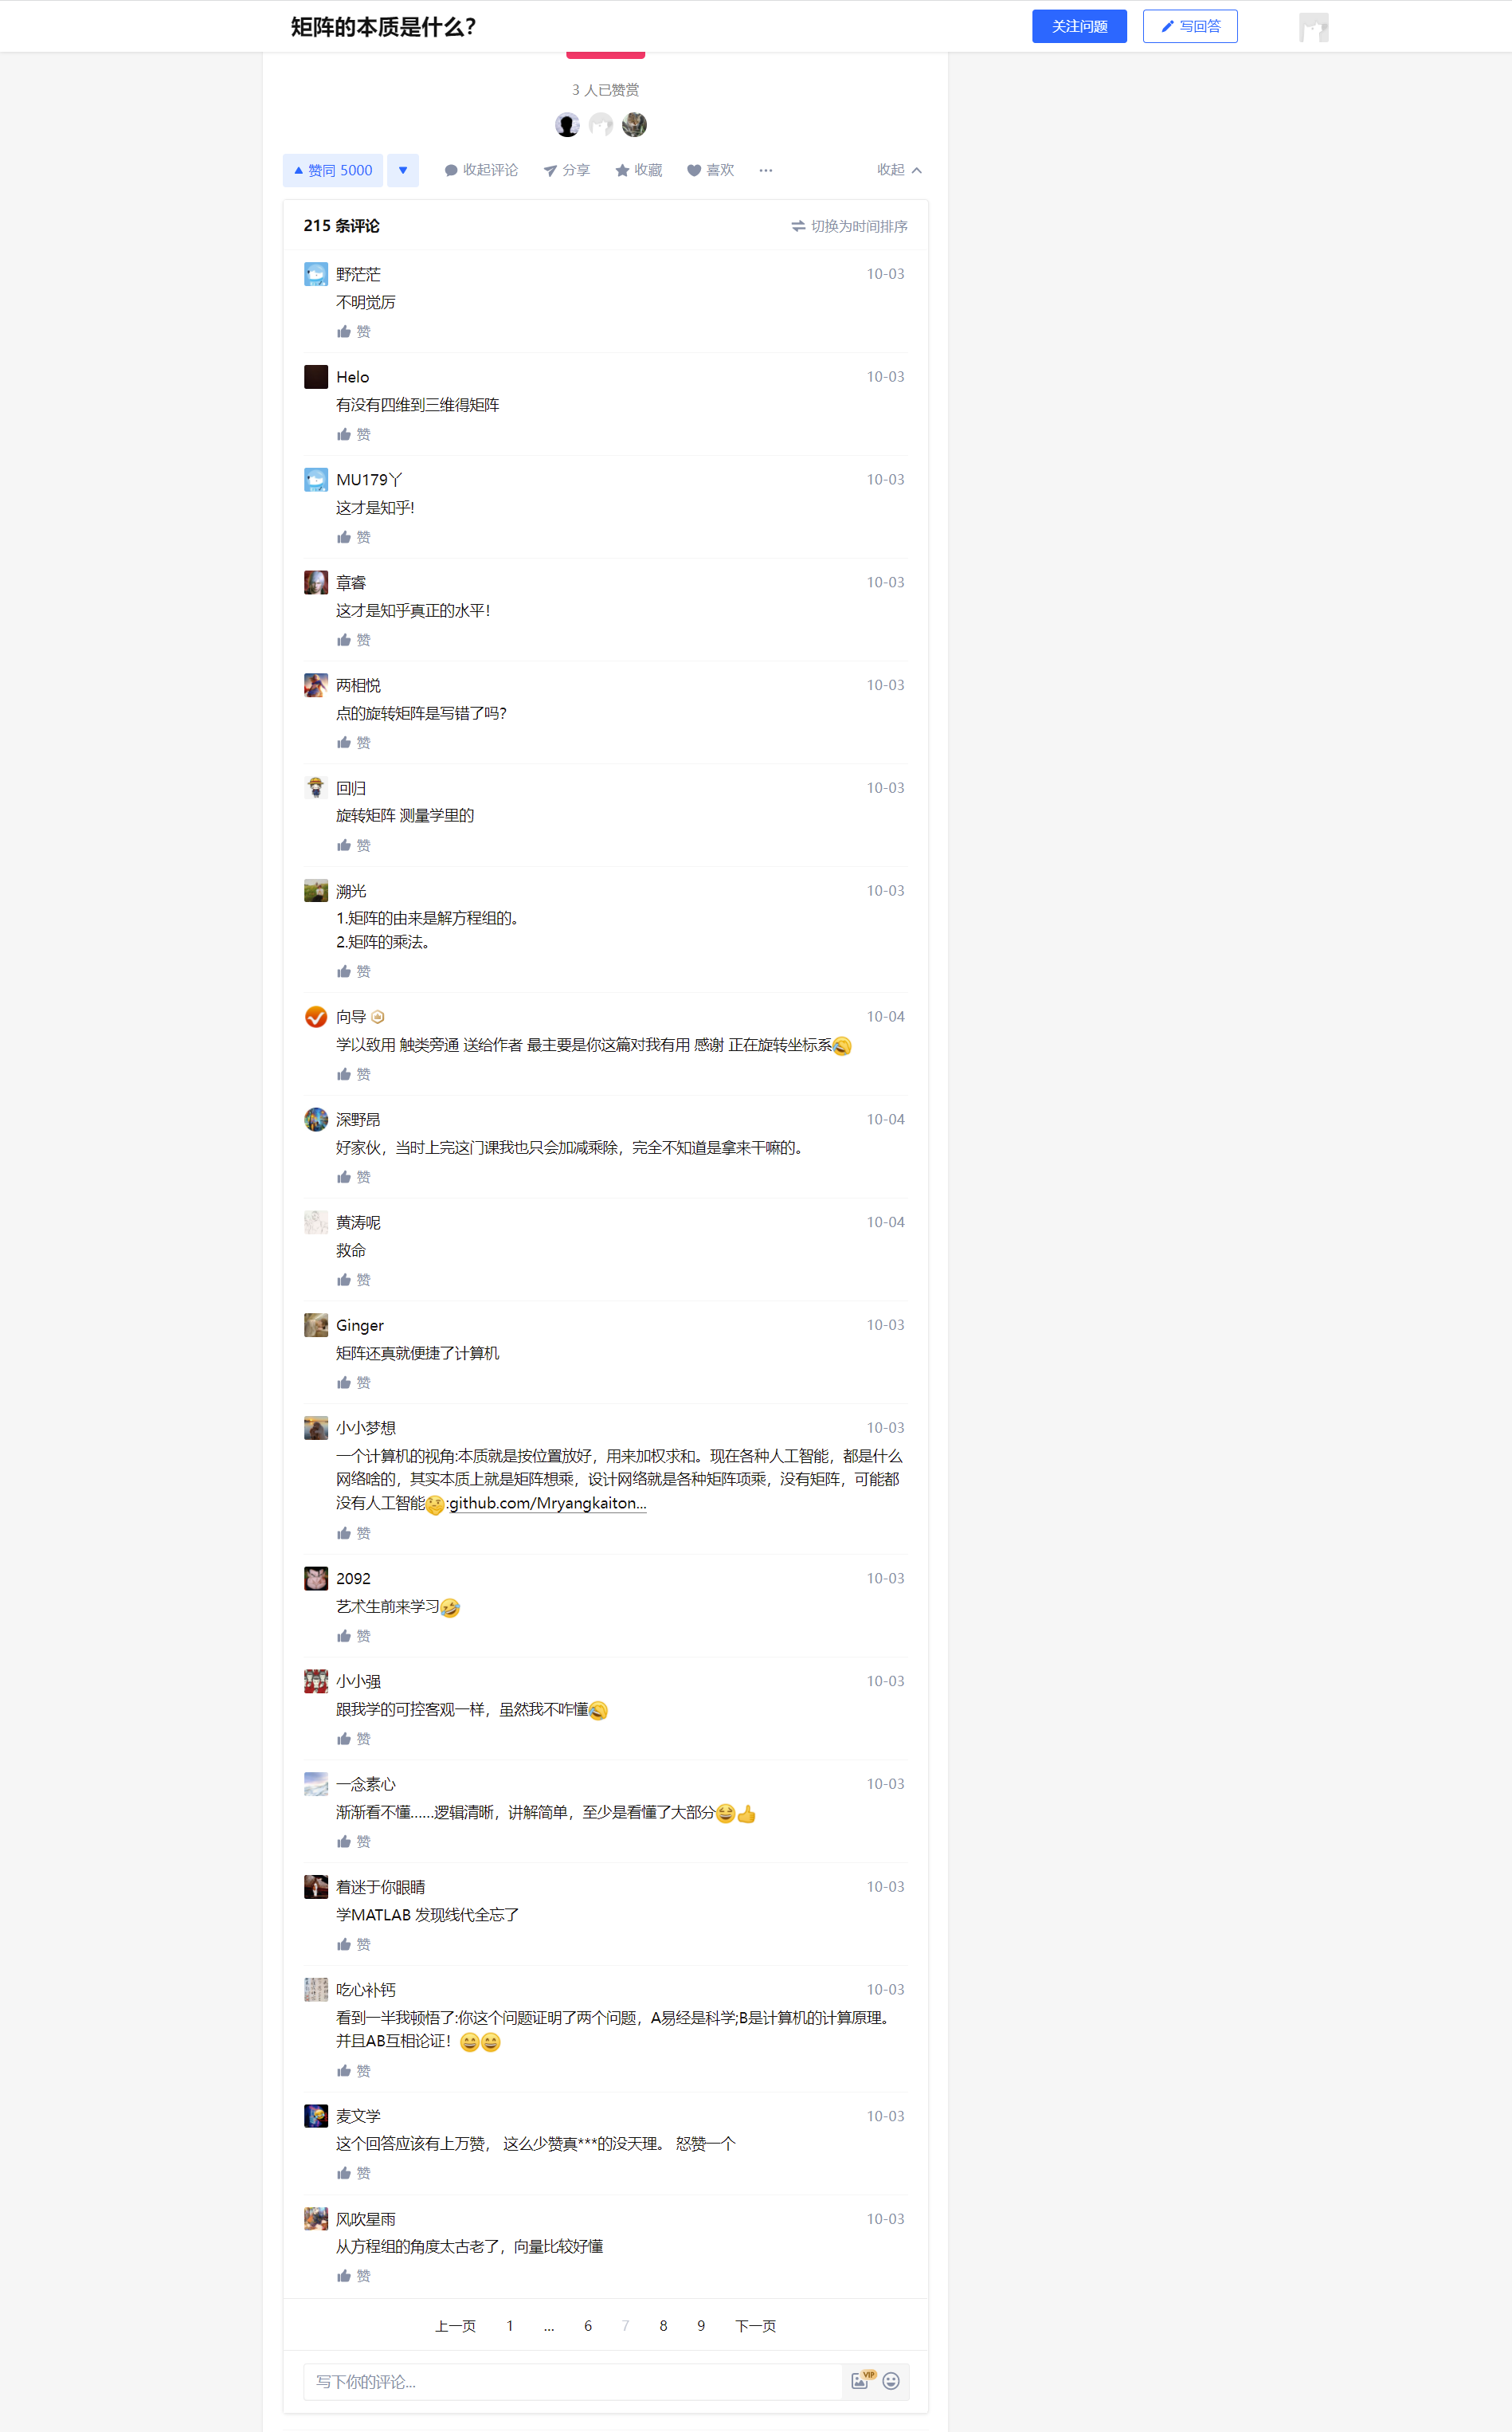 矩阵的本质是什么?
关注问题
写回答
3 人已赞赏
赞同 5000
收起评论
分享
收藏
喜欢
收起
215 条评论
切换为时间排序
野茫茫
10-03
不明觉厉
赞
Helo
10-03
有没有四维到三维得矩阵
赞
MU179丫
10-03
这才是知乎!
赞
章睿
10-03
这才是知乎真正的水平！
赞
两相悦
10-03
点的旋转矩阵是写错了吗？
赞
回归
10-03
旋转矩阵 测量学里的
赞
溯光
10-03
1.矩阵的由来是解方程组的。
2.矩阵的乘法。
赞
向导
10-04
学以致用 触类旁通 送给作者 最主要是你这篇对我有用 感谢 正在旋转坐标系😂
赞
深野昂
10-04
好家伙，当时上完这门课我也只会加减乘除，完全不知道是拿来干嘛的。
赞
黄涛呢
10-04
救命
赞
Ginger
10-03
矩阵还真就便捷了计算机
赞
小小梦想
10-03
一个计算机的视角:本质就是按位置放好，用来加权求和。现在各种人工智能，都是什么
网络啥的，其实本质上就是矩阵想乘，设计网络就是各种矩阵项乘，没有矩阵，可能都
没有人工智能🤔:github.com/Mryangkaiton...
赞
2092
10-03
艺术生前来学习🤣
赞
小小强
10-03
跟我学的可控客观一样，虽然我不咋懂😂
赞
一念素心
10-03
渐渐看不懂......逻辑清晰，讲解简单，至少是看懂了大部分😆👍
赞
着迷于你眼睛
10-03
学MATLAB 发现线代全忘了
赞
吃心补钙
10-03
看到一半我顿悟了:你这个问题证明了两个问题，A易经是科学;B是计算机的计算原理。
并且AB互相论证！😄😄
赞
麦文学
10-03
这个回答应该有上万赞， 这么少赞真***的没天理。 怒赞一个
赞
风吹星雨
10-03
从方程组的角度太古老了，向量比较好懂
赞
上一页 1 ... 6 7 8 9 下一页
写下你的评论...
VIP